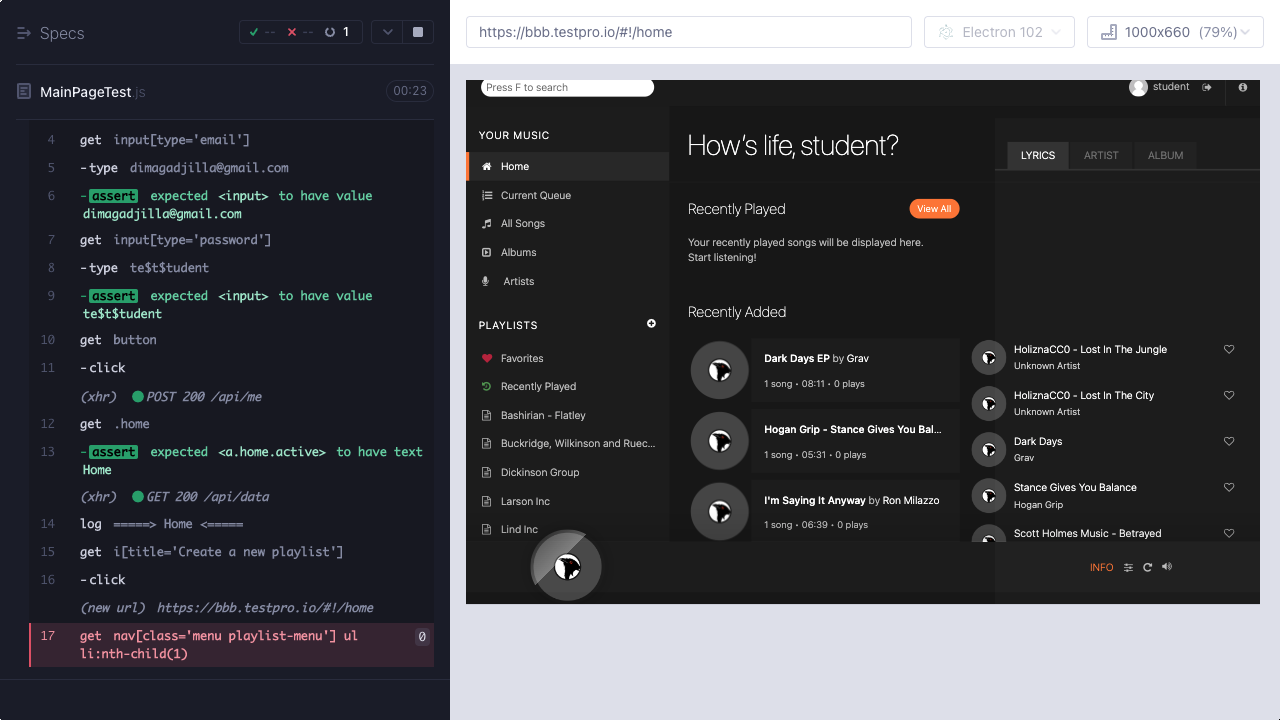 Specs
-- -- 1
MainPageTest.js
00:23
4 get input[type='email']
5 -type dimagadjilla@gmail.com
6 -assert expected <input> to have value
dimagadjilla@gmail.com
7 get input[type='password']
8 -type te$t$tudent
9 -assert expected <input> to have value
te$t$tudent
10 get button
11 -click
(xhr) POST 200 /api/me
12 get .home
13 -assert expected <a.home.active> to have text
Home
(xhr) GET 200 /api/data
14 log =====> Home <=====
15 get i[title='Create a new playlist']
16 -click
(new url) https://bbb.testpro.io/#!/home
17 get nav[class='menu playlist-menu'] ul
li:nth-child(1)
0
https://bbb.testpro.io/#!/home
Electron 102
1000x660 (79%)
Press F to search
student
YOUR MUSIC
Home
Current Queue
All Songs
Albums
Artists
PLAYLISTS
Favorites
Recently Played
Bashirian - Flatley
Buckridge, Wilkinson and Ruec...
Dickinson Group
Larson Inc
Lind Inc
How's life, student?
Recently Played
View All
Your recently played songs will be displayed here.
Start listening!
Recently Added
Dark Days EP by Grav
1 song • 08:11 • 0 plays
Hogan Grip - Stance Gives You Bal...
1 song • 05:31 • 0 plays
I'm Saying It Anyway by Ron Milazzo
1 song • 06:39 • 0 plays
HoliznaCC0 - Lost In The Jungle
Unknown Artist
HoliznaCC0 - Lost In The City
Unknown Artist
Dark Days
Grav
Stance Gives You Balance
Hogan Grip
Scott Holmes Music - Betrayed
LYRICS
ARTIST
ALBUM
INFO